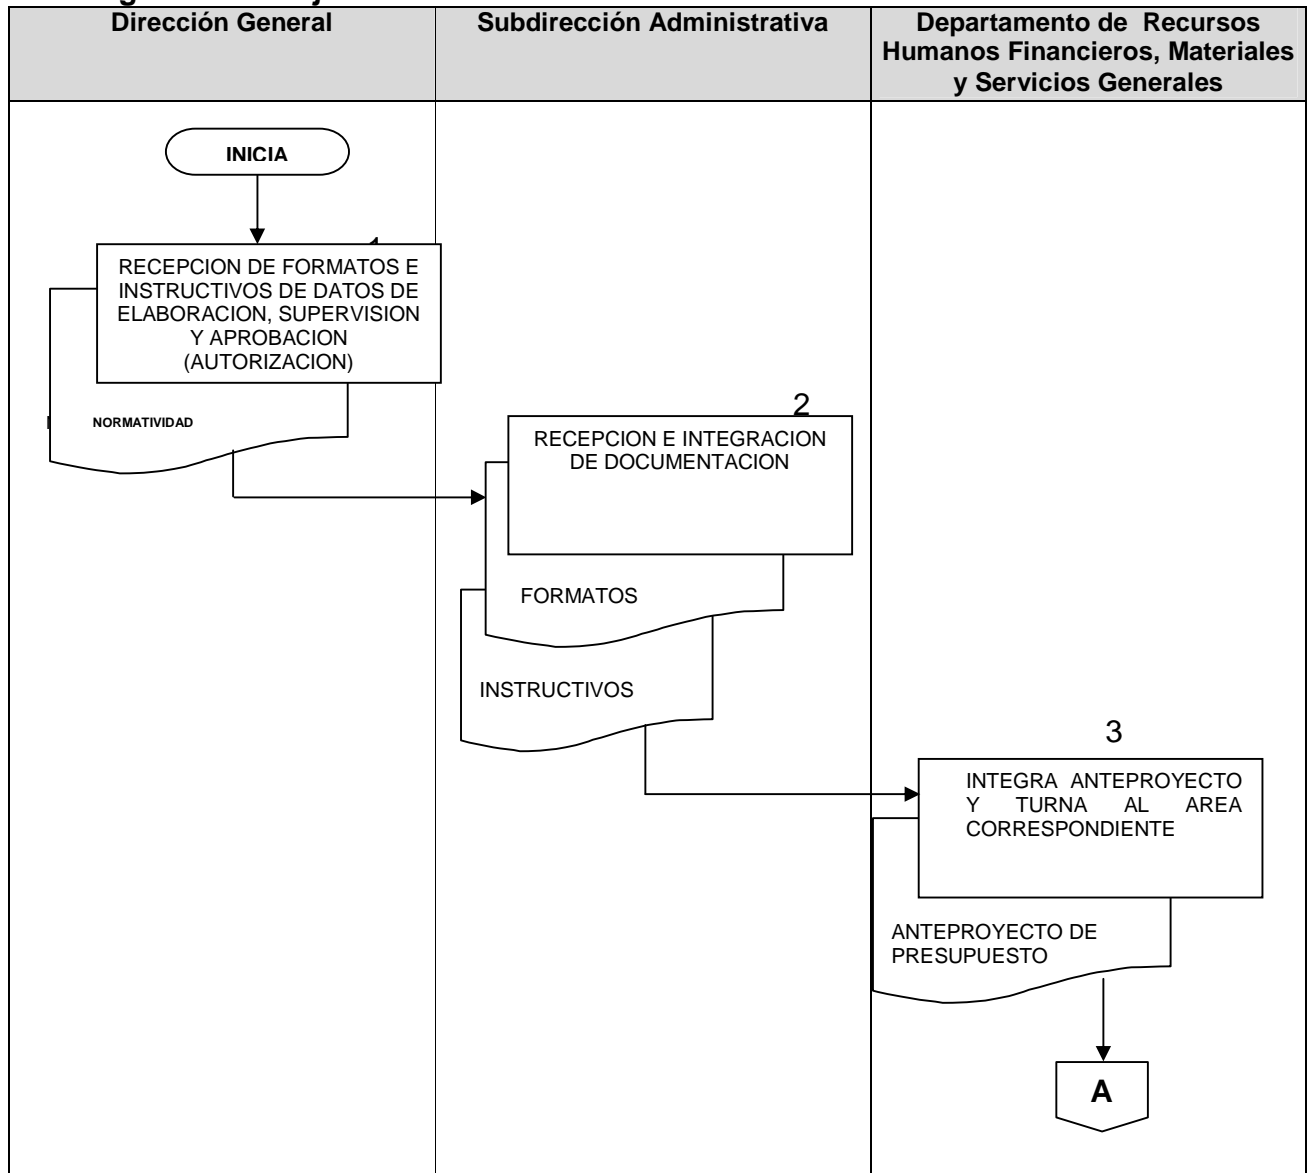 Dirección General
Subdirección Administrativa
Departamento de Recursos
Humanos Financieros, Materiales
y Servicios Generales
INICIA
RECEPCION DE FORMATOS E
INSTRUCTIVOS DE DATOS DE
ELABORACION, SUPERVISION
Y APROBACION
(AUTORIZACION)
NORMATIVIDAD
2
RECEPCION E INTEGRACION
DE DOCUMENTACION
FORMATOS
INSTRUCTIVOS
3
INTEGRA ANTEPROYECTO
Y TURNA AL AREA
CORRESPONDIENTE
ANTEPROYECTO DE
PRESUPUESTO
A